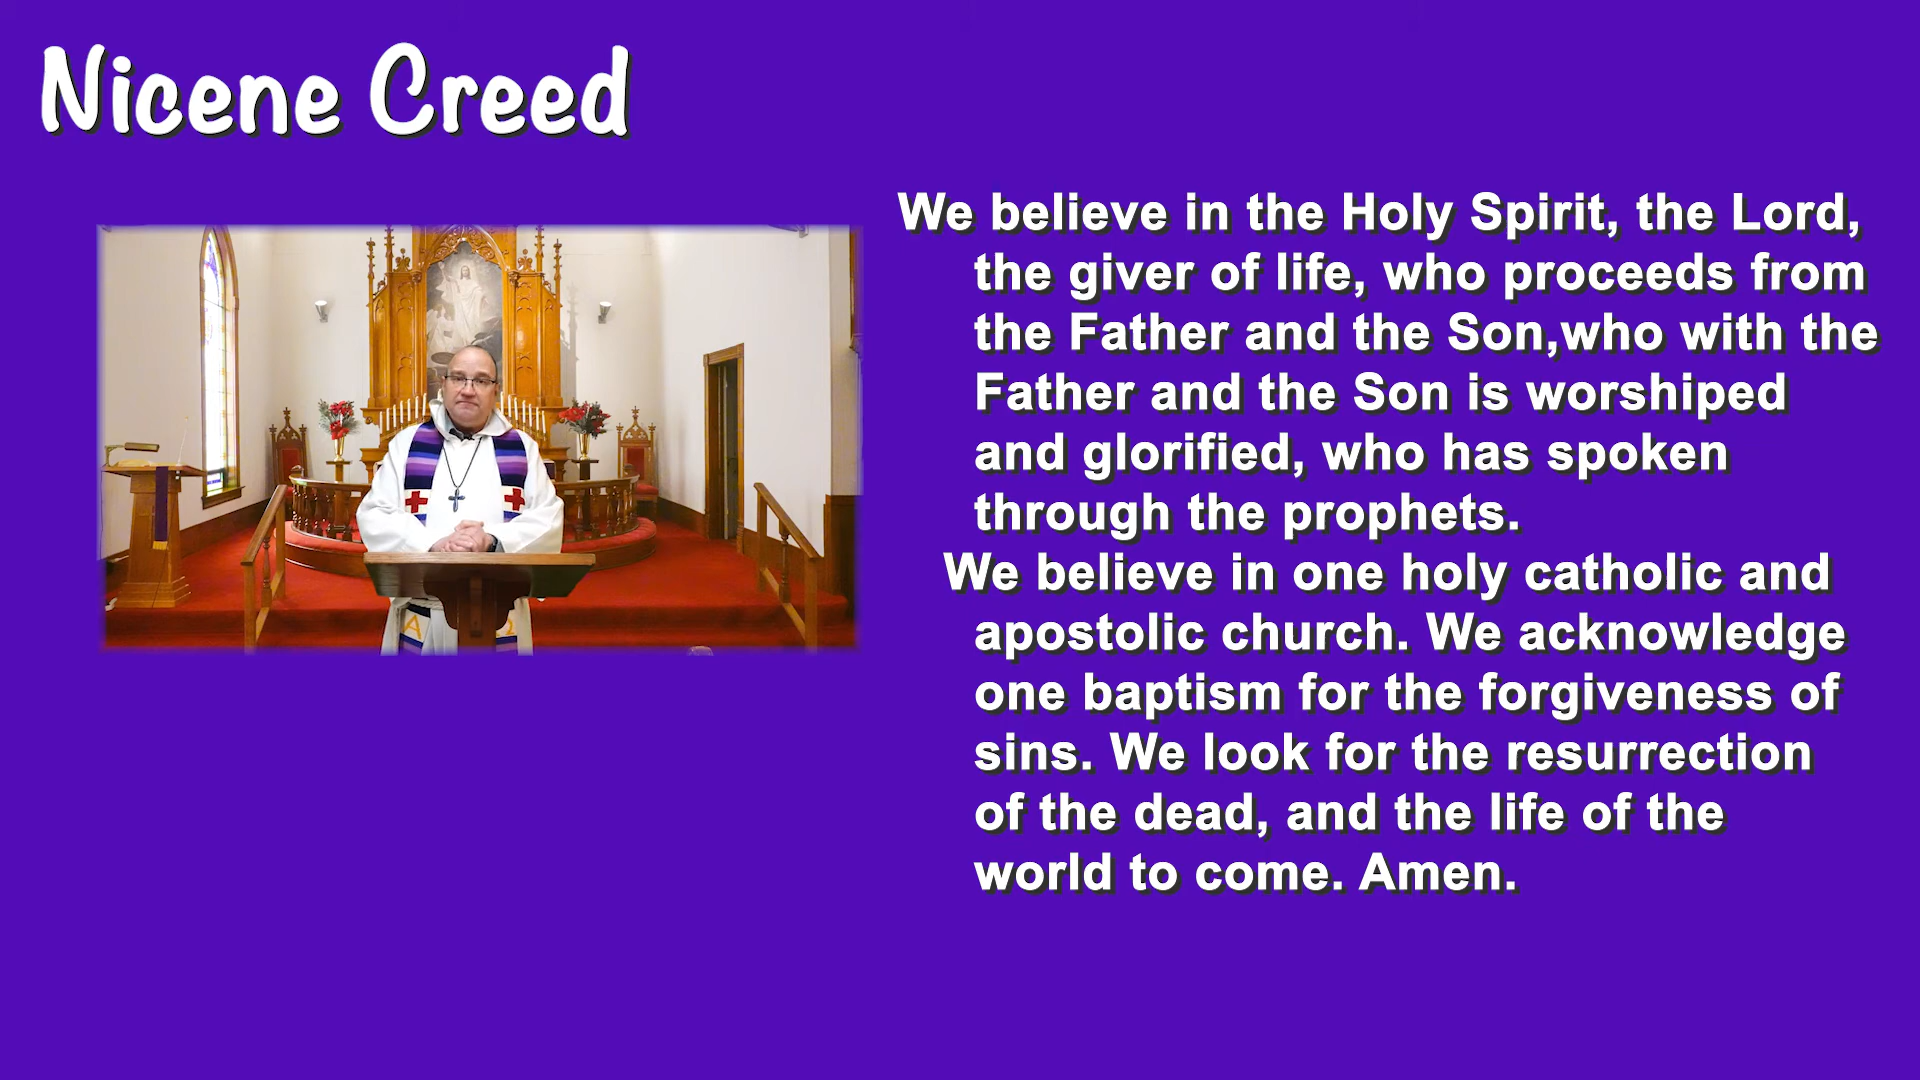 Nicene Creed
We believe in the Holy Spirit, the Lord,
the giver of life, who proceeds from
the Father and the Son,who with the
Father and the Son is worshiped
and glorified, who has spoken
through the prophets.
We believe in one holy catholic and
apostolic church. We acknowledge
one baptism for the forgiveness of
sins. We look for the resurrection
of the dead, and the life of the
world to come. Amen.
A Ω